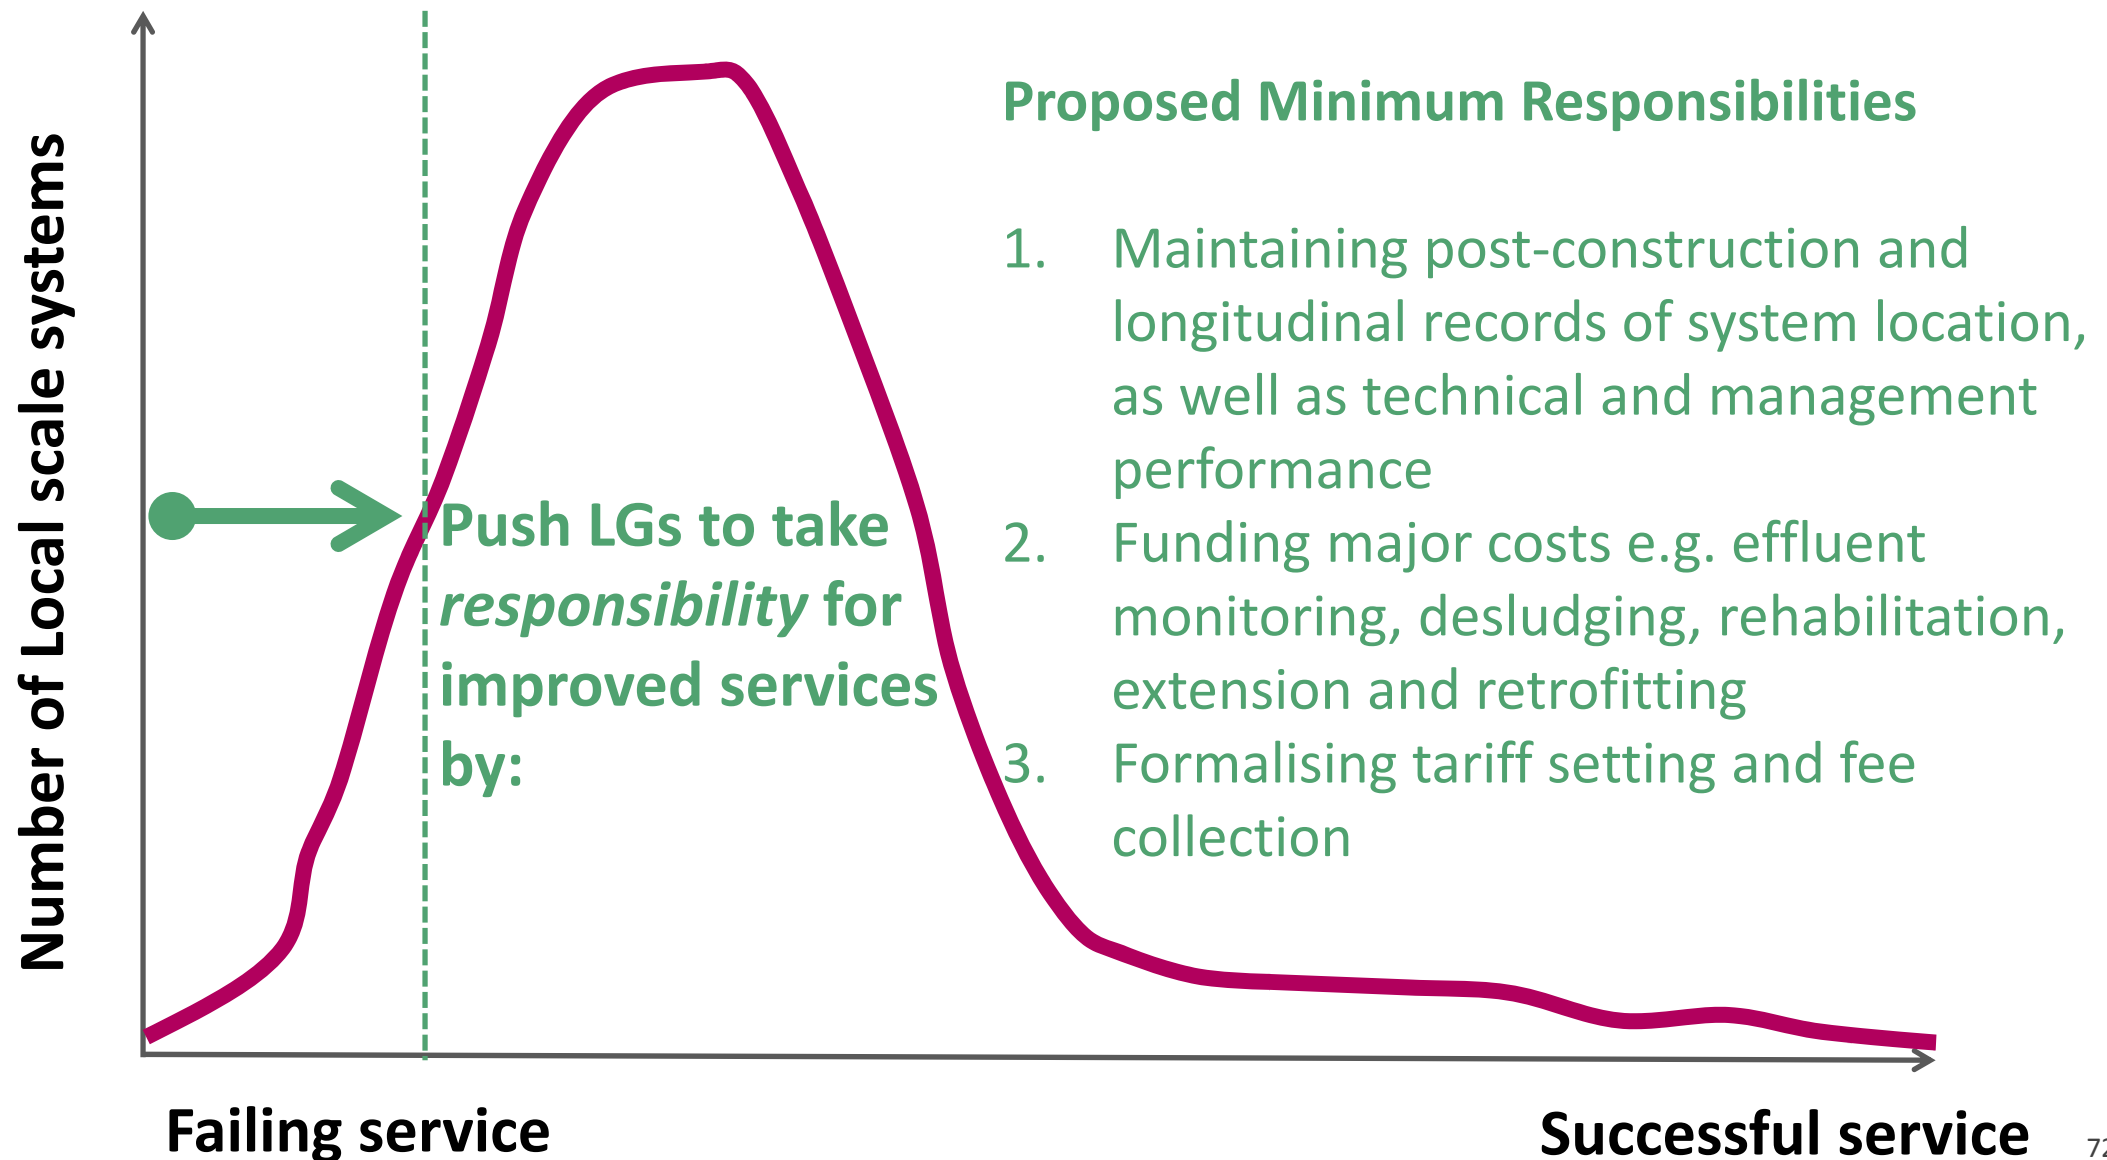 Number of Local scale systems
Proposed Minimum Responsibilities
1. Maintaining post-construction and
longitudinal records of system location,
as well as technical and management
performance
2. Funding major costs e.g. effluent
monitoring, desludging, rehabilitation,
extension and retrofitting
3. Formalising tariff setting and fee
collection
Push LGs to take
responsibility for
improved services
by:
Failing service
Successful service
72